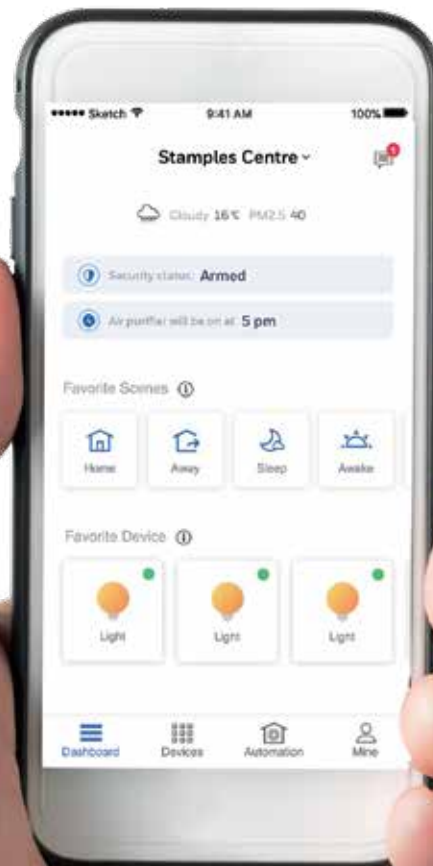 Sketch 9:41 AM 100%
Stamples Centre
1
Cloudy 16℃ PM2.5 40
Security status: Armed
Air purifier will be on at 5 pm
Favorite Scenes
Home Away Sleep Awake
Favorite Device
Light Light Light
Dashboard Devices Automation Mine